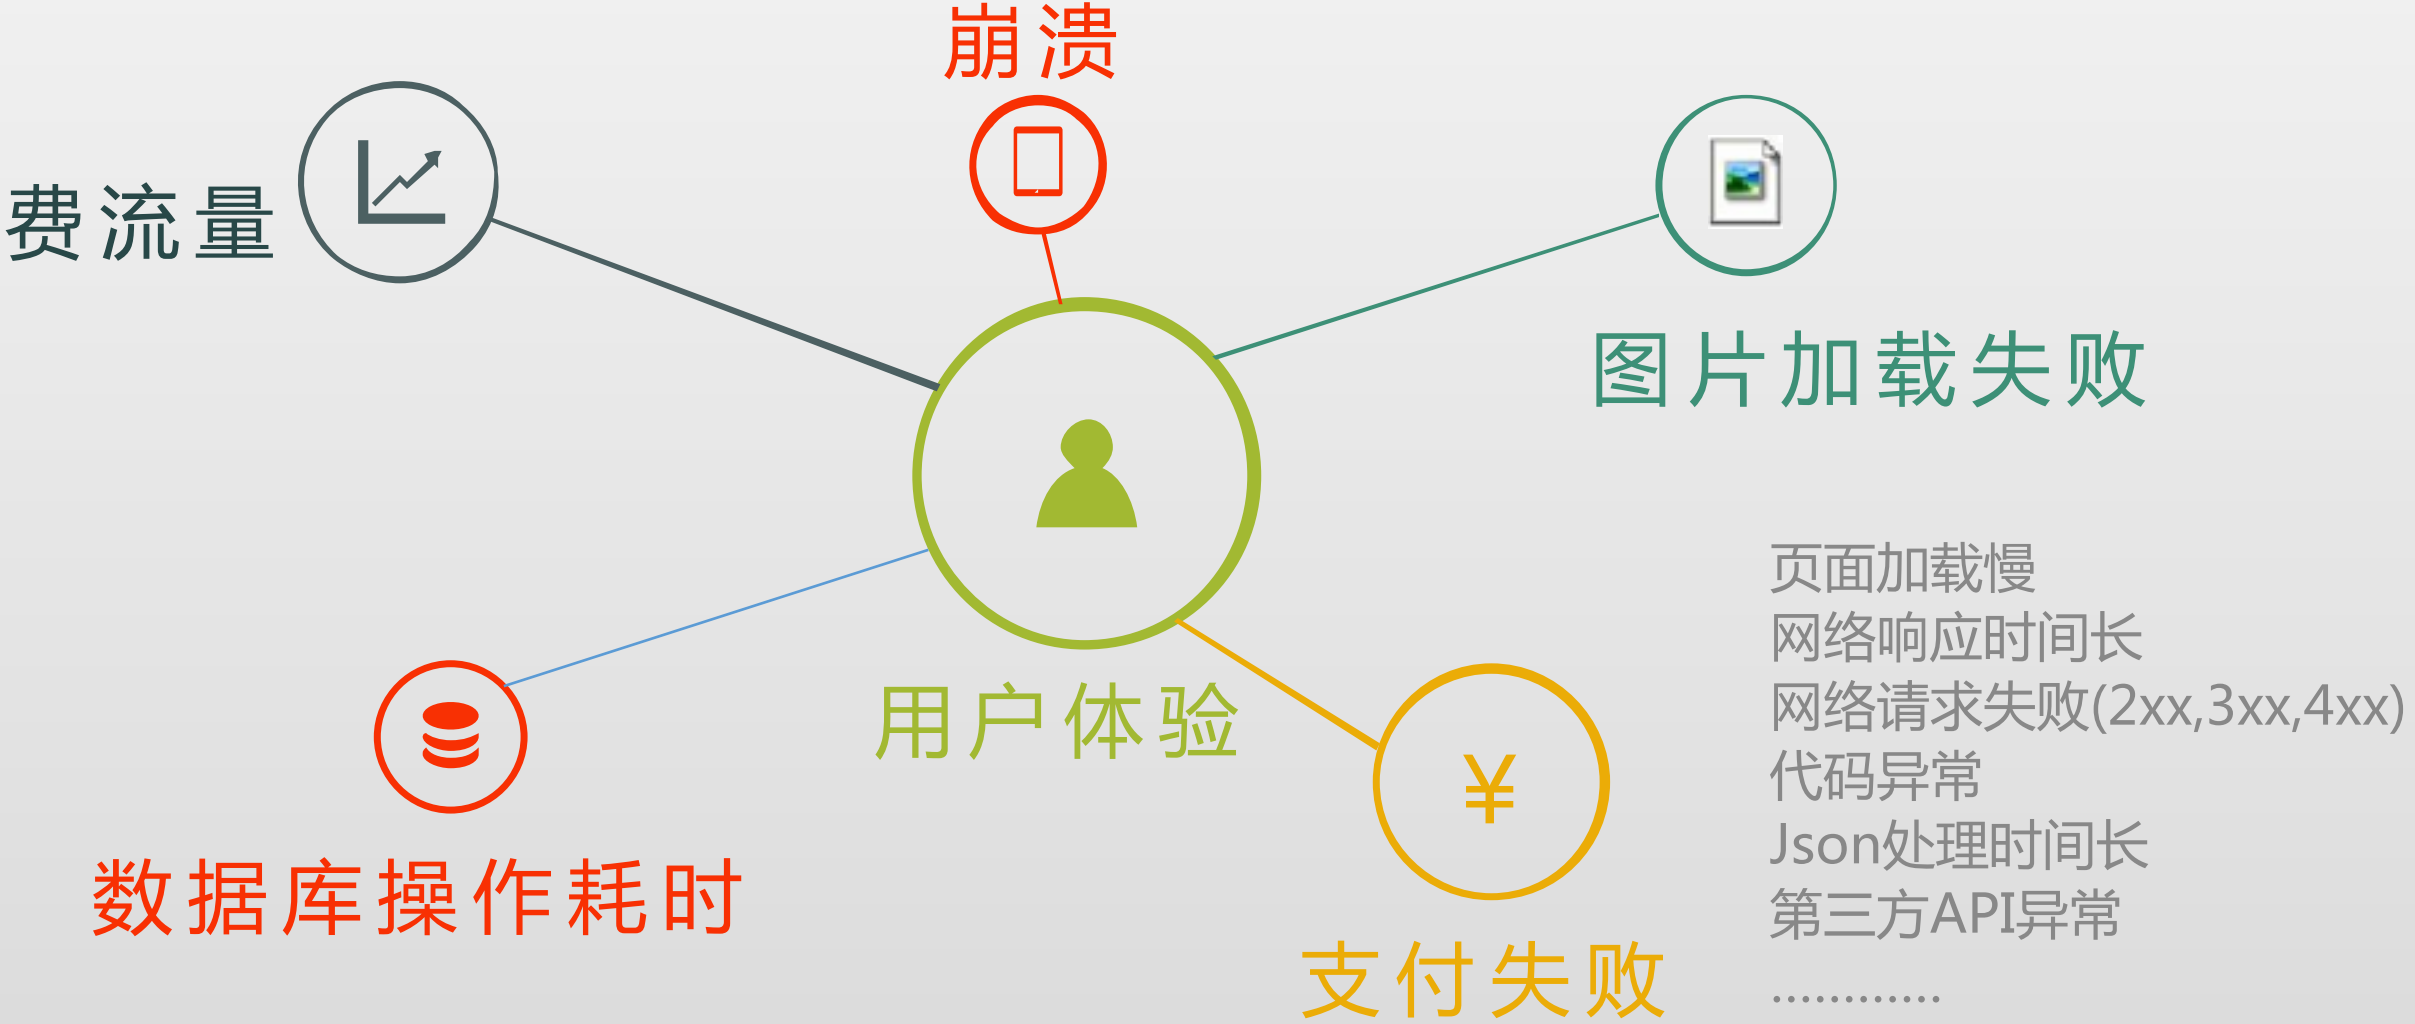 崩溃
费流量
图片加载失败
用户体验
数据库操作耗时
¥
支付失败
页面加载慢
网络响应时间长
网络请求失败(2xx,3xx,4xx)
代码异常
Json处理时间长
第三方API异常
............